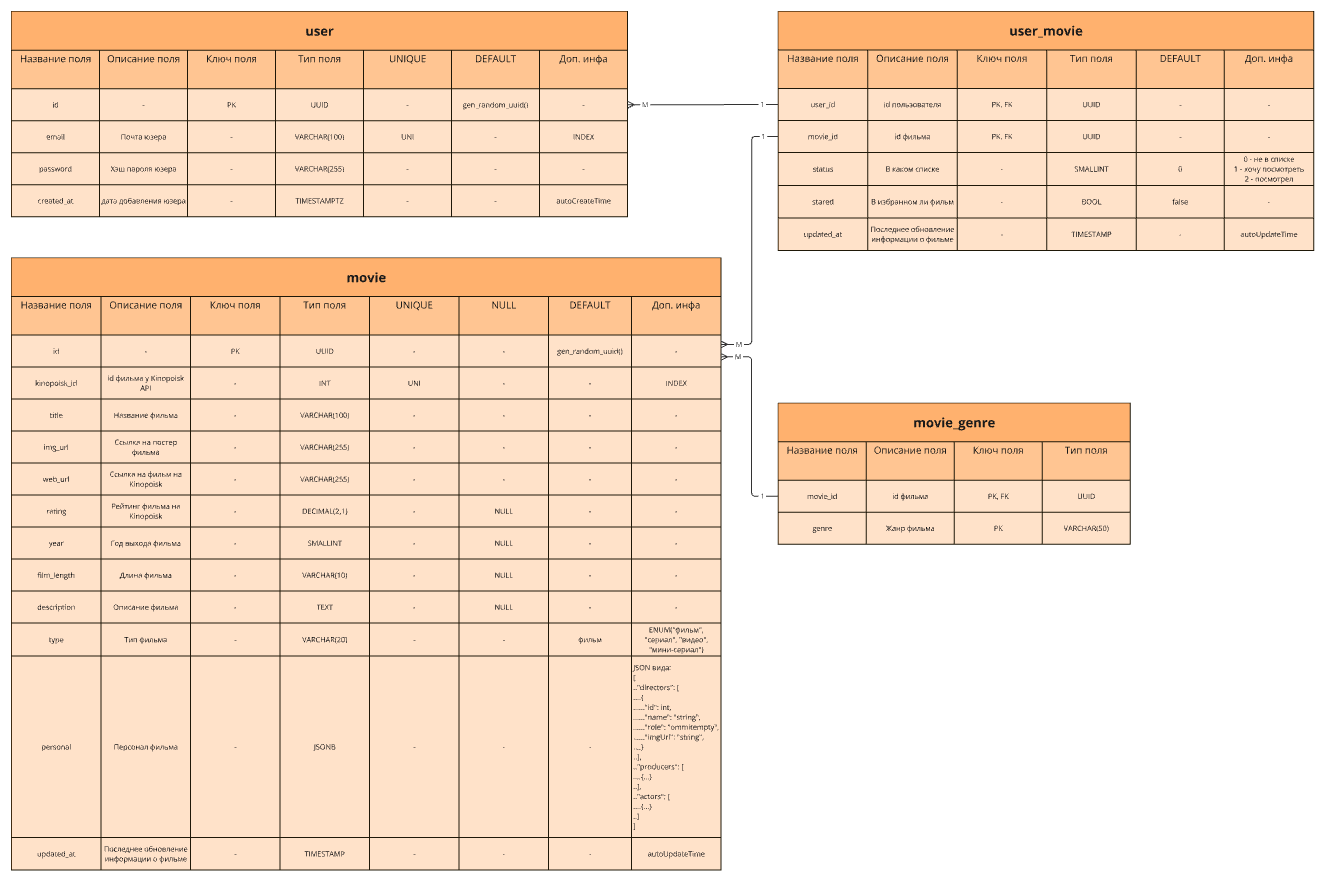 user
Название поля Описание поля Ключ поля Тип поля UNIQUE DEFAULT Доп. инфа
id - PK UUID - gen_random_uuid() -
email Почта юзера - VARCHAR(100) UNI - INDEX
password Хэш пароля юзера - VARCHAR(255) - - -
created_at дата добавления юзера - TIMESTAMPTZ - - autoCreateTime
M 1
user_movie
Название поля Описание поля Ключ поля Тип поля DEFAULT Доп. инфа
user_id id пользователя PK, FK UUID - -
1
movie_id id фильма PK, FK UUID - -
status В каком списке - SMALLINT 0 0 - не в списке
1 - хочу посмотреть
2 - посмотрел
stared В избранном ли фильм - BOOL false -
updated_at Последнее обновление
информации о фильме - TIMESTAMP - autoUpdateTime
movie
Название поля Описание поля Ключ поля Тип поля UNIQUE NULL DEFAULT Доп. инфа
id - PK UUID - - gen_random_uuid() -
M
M
kinopoisk_id id фильма у Kinopoisk
API - INT UNI - - INDEX
title Название фильма - VARCHAR(100) - - - -
img_url Ссылка на постер
фильма - VARCHAR(255) - - - -
web_url Ссылка на фильм на
Kinopoisk - VARCHAR(255) - - - -
rating Рейтинг фильма на
Kinopoisk - DECIMAL(2,1) - NULL - -
year Год выхода фильма - SMALLINT - NULL - -
film_length Длина фильма - VARCHAR(10) - NULL - -
description Описание фильма - TEXT - NULL - -
type Тип фильма - VARCHAR(20) - - фильм ENUM("фильм",
"сериал", "видео",
"мини-сериал")
personal Персонал фильма - JSONB - - - JSON вида:
[
.."directors": [
....{
......"id": int,
......"name": "string",
......"role": "ommitempty",
......"imgUrl": "string",
....}
..],
.."producers": [
....{...}
..],
.."actors": [
....{...}
..]
]
updated_at Последнее обновление
информации о фильме - TIMESTAMP - - - autoUpdateTime
movie_genre
Название поля Описание поля Ключ поля Тип поля
1
movie_id id фильма PK, FK UUID
genre Жанр фильма PK VARCHAR(50)